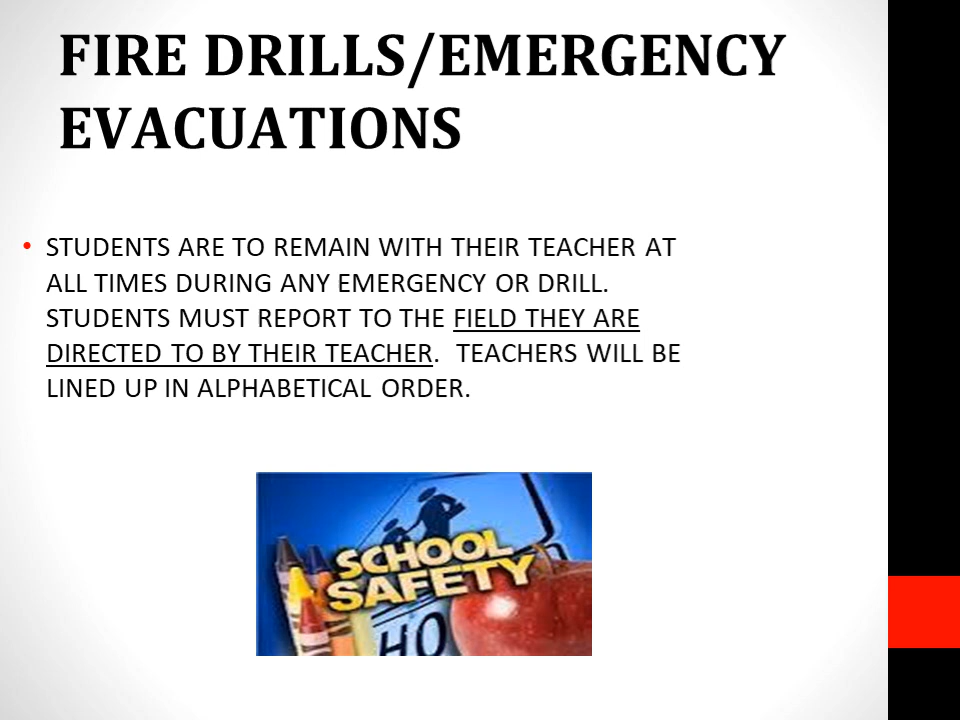 FIRE DRILLS/EMERGENCY
EVACUATIONS
• STUDENTS ARE TO REMAIN WITH THEIR TEACHER AT
ALL TIMES DURING ANY EMERGENCY OR DRILL.
STUDENTS MUST REPORT TO THE FIELD THEY ARE
DIRECTED TO BY THEIR TEACHER.  TEACHERS WILL BE
LINED UP IN ALPHABETICAL ORDER.
SCHOOL
SAFETY
HO